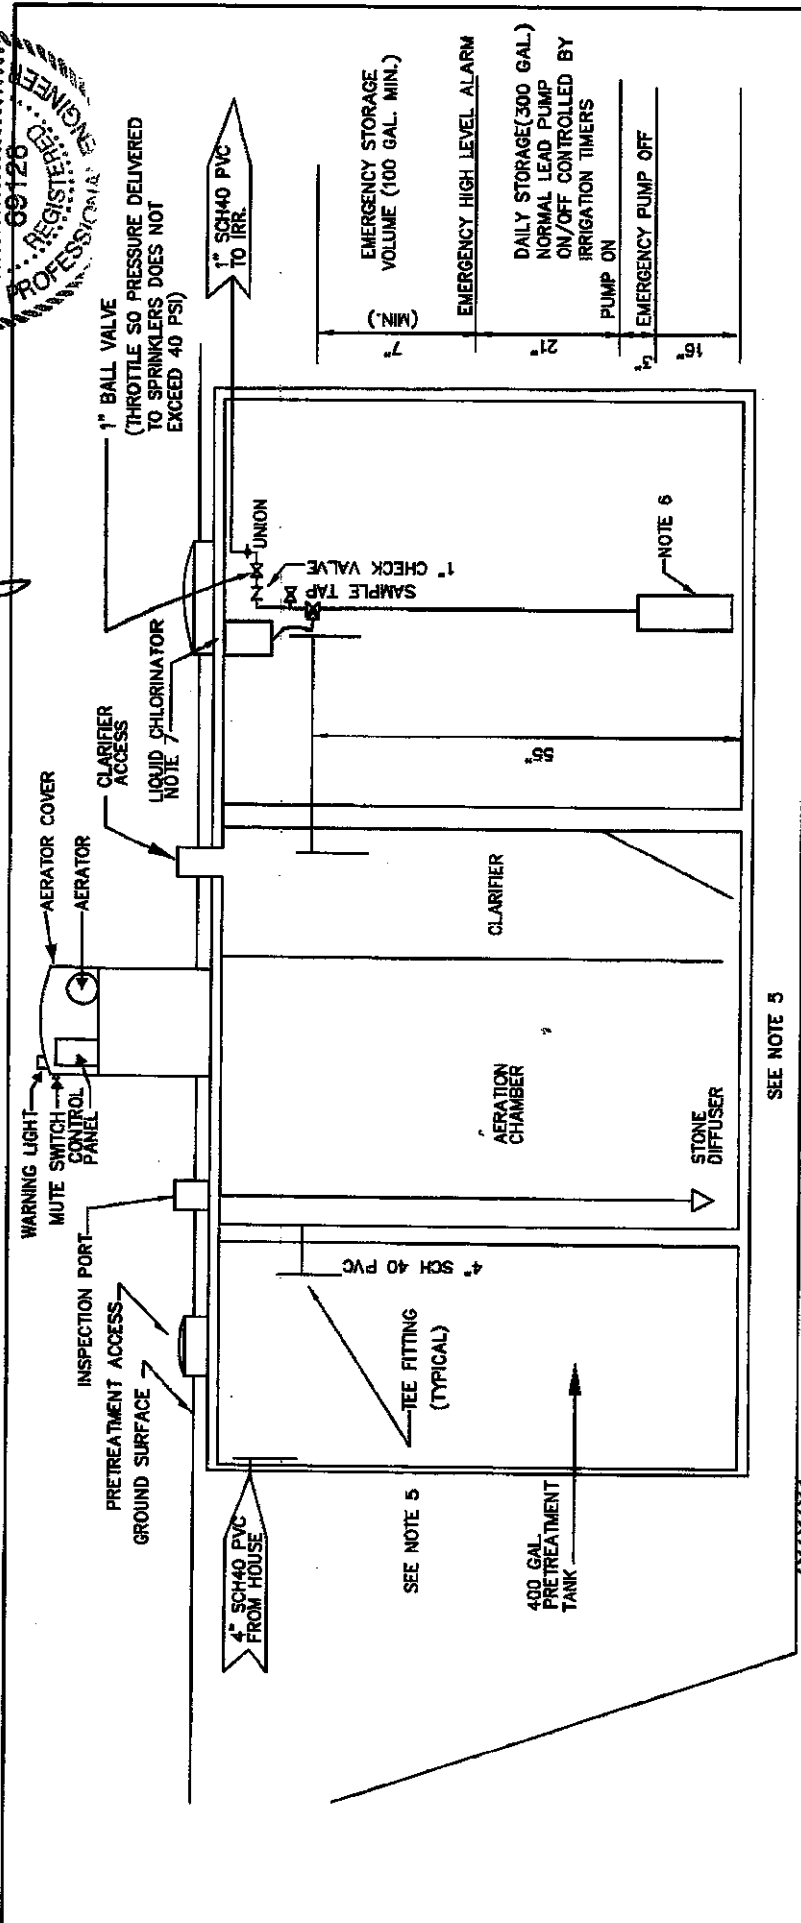 69126
REGISTERED
PROFESSIONAL ENGINEER
WARNING LIGHT
MUTE SWITCH
CONTROL
PANEL
AERATOR COVER
AERATOR
INSPECTION PORT
PRETREATMENT ACCESS
GROUND SURFACE
CLARIFIER
ACCESS
LIQUID CHLORINATOR
NOTE 7
1" BALL VALVE
(THROTTLE SO PRESSURE DELIVERED
TO SPRINKLERS DOES NOT
EXCEED 40 PSI)
1" SCH40 PVC
TO IRR.
4" SCH40 PVC
FROM HOUSE
UNION
1" CHECK VALVE
SAMPLE TAP
4" SCH 40 PVC
TEE FITTING
(TYPICAL)
SEE NOTE 5
400 GAL.
PRETREATMENT
TANK
AERATION
CHAMBER
STONE
DIFFUSER
CLARIFIER
NOTE 6
SEE NOTE 5
7"
(MIN.)
EMERGENCY STORAGE
VOLUME (100 GAL. MIN.)
EMERGENCY HIGH LEVEL ALARM
21"
DAILY STORAGE(300 GAL.)
NORMAL LEAD PUMP
ON/OFF CONTROLLED BY
IRRIGATION TIMERS
PUMP ON
3"
EMERGENCY PUMP OFF
16"